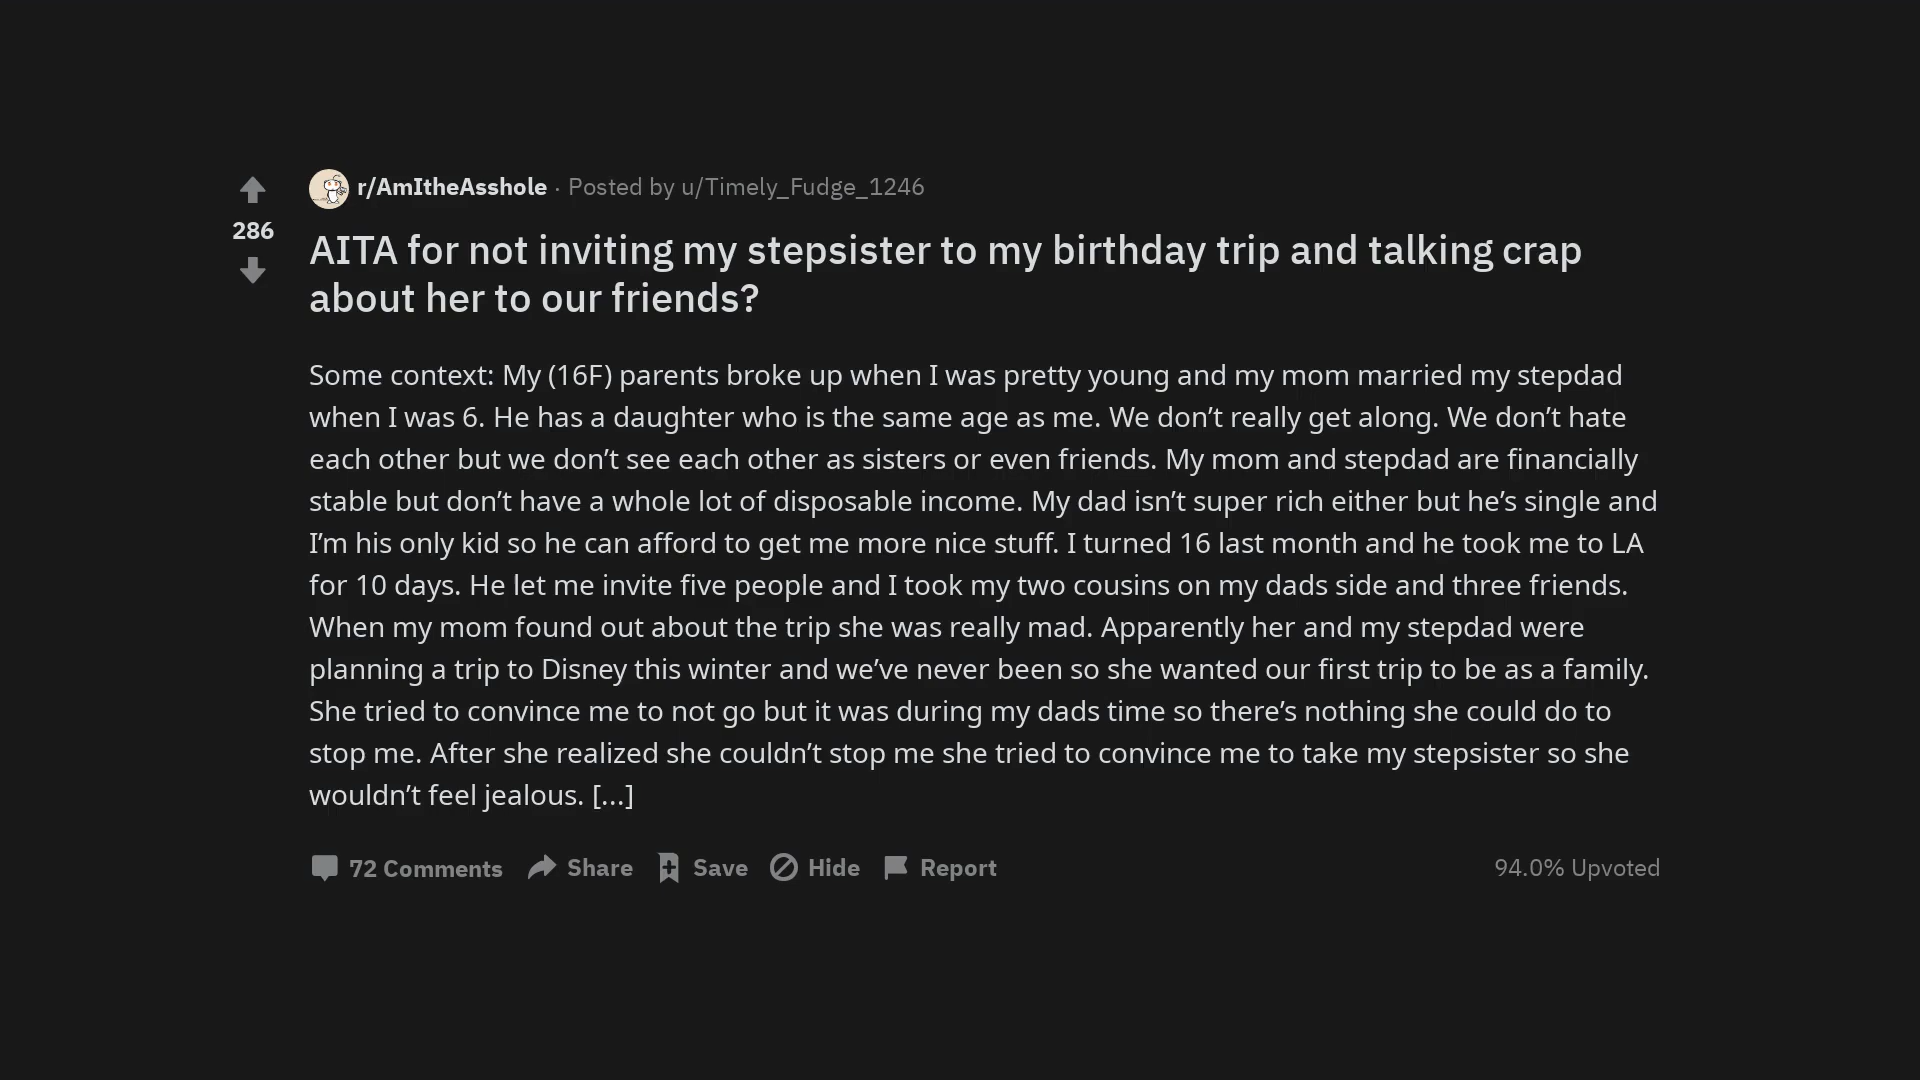 r/AmItheAsshole · Posted by u/Timely_Fudge_1246
286
AITA for not inviting my stepsister to my birthday trip and talking crap
about her to our friends?
Some context: My (16F) parents broke up when I was pretty young and my mom married my stepdad
when I was 6. He has a daughter who is the same age as me. We don’t really get along. We don’t hate
each other but we don’t see each other as sisters or even friends. My mom and stepdad are financially
stable but don’t have a whole lot of disposable income. My dad isn’t super rich either but he’s single and
I’m his only kid so he can afford to get me more nice stuff. I turned 16 last month and he took me to LA
for 10 days. He let me invite five people and I took my two cousins on my dads side and three friends.
When my mom found out about the trip she was really mad. Apparently her and my stepdad were
planning a trip to Disney this winter and we’ve never been so she wanted our first trip to be as a family.
She tried to convince me to not go but it was during my dads time so there’s nothing she could do to
stop me. After she realized she couldn’t stop me she tried to convince me to take my stepsister so she
wouldn’t feel jealous. [...]
72 Comments Share Save Hide Report 94.0% Upvoted